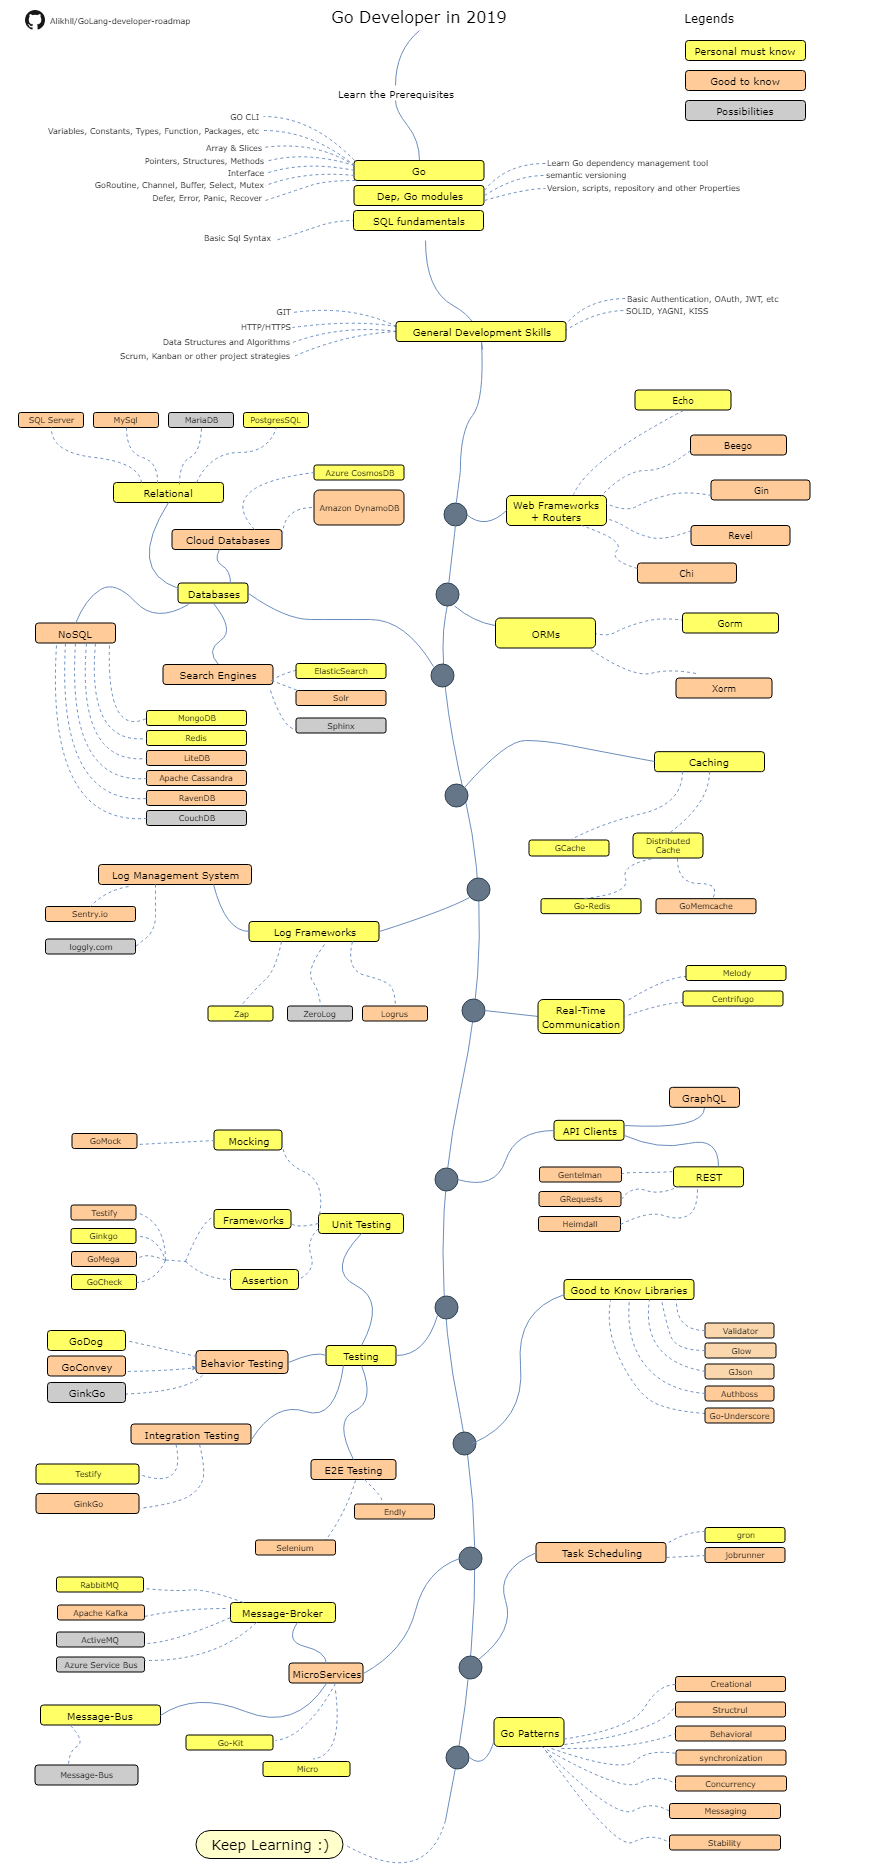 Alikhll/GoLang-developer-roadmap
Go Developer in 2019
Legends
Personal must know
Good to know
Possibilities
Learn the Prerequisites
GO CLI
Variables, Constants, Types, Function, Packages, etc
Array & Slices
Pointers, Structures, Methods
Interface
GoRoutine, Channel, Buffer, Select, Mutex
Defer, Error, Panic, Recover
Basic Sql Syntax
Go
Dep, Go modules
SQL fundamentals
Learn Go dependency management tool
semantic versioning
Version, scripts, repository and other Properties
GIT
HTTP/HTTPS
Data Structures and Algorithms
Scrum, Kanban or other project strategies
General Development Skills
Basic Authentication, OAuth, JWT, etc
SOLID, YAGNI, KISS
Echo
Beego
Gin
Revel
Chi
Web Frameworks
+ Routers
SQL Server
MySql
MariaDB
PostgresSQL
Relational
Azure CosmosDB
Amazon DynamoDB
Cloud Databases
Databases
NoSQL
Search Engines
ElasticSearch
Solr
Sphinx
MongoDB
Redis
LiteDB
Apache Cassandra
RavenDB
CouchDB
ORMs
Gorm
Xorm
Caching
GCache
Distributed
Cache
Go-Redis
GoMemcache
Log Management System
Sentry.io
loggly.com
Log Frameworks
Zap
ZeroLog
Logrus
Real-Time
Communication
Melody
Centrifugo
GraphQL
API Clients
REST
Gentelman
GRequests
Heimdall
GoMock
Mocking
Testify
Ginkgo
GoMega
GoCheck
Frameworks
Unit Testing
Assertion
Good to Know Libraries
Validator
Glow
GJson
Authboss
Go-Underscore
GoDog
GoConvey
GinkGo
Behavior Testing
Testing
Integration Testing
Testify
GinkGo
E2E Testing
Endly
Selenium
Task Scheduling
gron
jobrunner
RabbitMQ
Apache Kafka
ActiveMQ
Azure Service Bus
Message-Broker
MicroServices
Message-Bus
Message-Bus
Go-Kit
Micro
Go Patterns
Creational
Structrul
Behavioral
synchronization
Concurrency
Messaging
Stability
Keep Learning :)